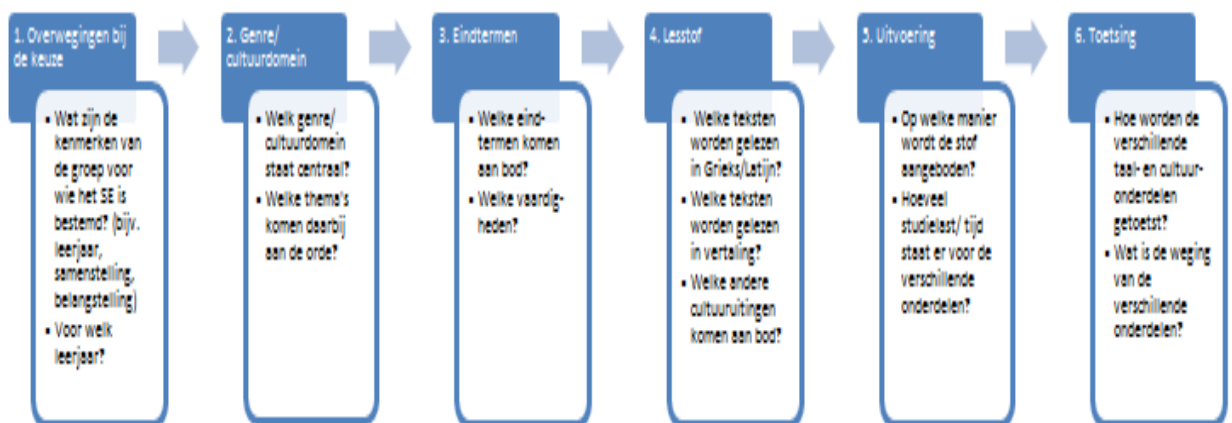 1. Overwegingen bij
de keuze
▪ Wat zijn de
kenmerken van
de groep voor
wie het SE is
bestemd? (bijv.
leerjaar,
samenstelling,
belangstelling)
▪ Voor welk
leerjaar?
2. Genre/
cultuurdomein
▪ Welk genre/
cultuurdomein
staat centraal?
▪ Welke thema's
komen daarbij
aan de orde?
3. Eindtermen
▪ Welke eind-
termen komen
aan bod?
▪ Welke vaardig-
heden?
4. Lesstof
▪ Welke teksten
worden gelezen
in Grieks/Latijn?
▪ Welke teksten
worden gelezen
in vertaling?
▪ Welke andere
cultuuruitingen
komen aan bod?
5. Uitvoering
▪ Op welke manier
wordt de stof
aangeboden?
▪ Hoeveel
studielast/ tijd
staat er voor de
verschillende
onderdelen?
6. Toetsing
▪ Hoe worden de
verschillende
taal- en cultuur-
onderdelen
getoetst?
▪ Wat is de weging
van de
verschillende
onderdelen?